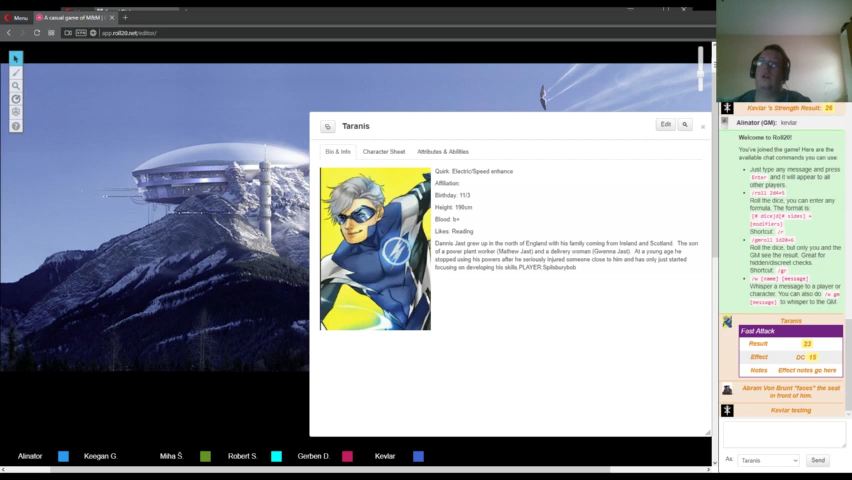 Menu
A casual game of M&M |
app.roll20.net/editor/
Taranis
Edit
Bio & Info
Character Sheet
Attributes & Abilities
Quirk: Electric/Speed enhance
Affiliation:
Birthday: 11/3
Height: 190cm
Blood: b+
Likes: Reading
Dannis Jast grew up in the north of England with his family coming from Ireland and Scotland. The son
of a power plant worker (Mathew Jast) and a delivery woman (Gwenna Jast). At a young age he
stopped using his powers after he seriously injured someone close to him and has only just started
focusing on developing his skills.PLAYER:Spilsburybob
Alinator
Keegan G.
Miha Š.
Robert S.
Gerben D.
Kevlar
Kevlar 's Strength Result: 26
Alinator (GM): kevlar
Welcome to Roll20!
You've joined the game! Here are the
available chat commands you can use:
Just type any message and press
Enter and it will appear to all
other players.
/roll 2d4+5
Roll the dice, you can enter any
formula. The format is:
[# dice]d[# sides] +
[modifiers]
Shortcut: /r
/gmroll 1d20+6
Roll the dice, but only you and the
GM see the result. Great for
hidden/discreet checks.
Shortcut: /gr
/w [name] [message]
Whisper a message to a player or
character. You can also do /w gm
[message] to whisper to the GM.
Taranis
Fast Attack
Result 23
Effect DC 15
Notes Effect notes go here
Abram Von Brunt "faces" the seat
in front of him.
Kevlar testing
As: Taranis
Send